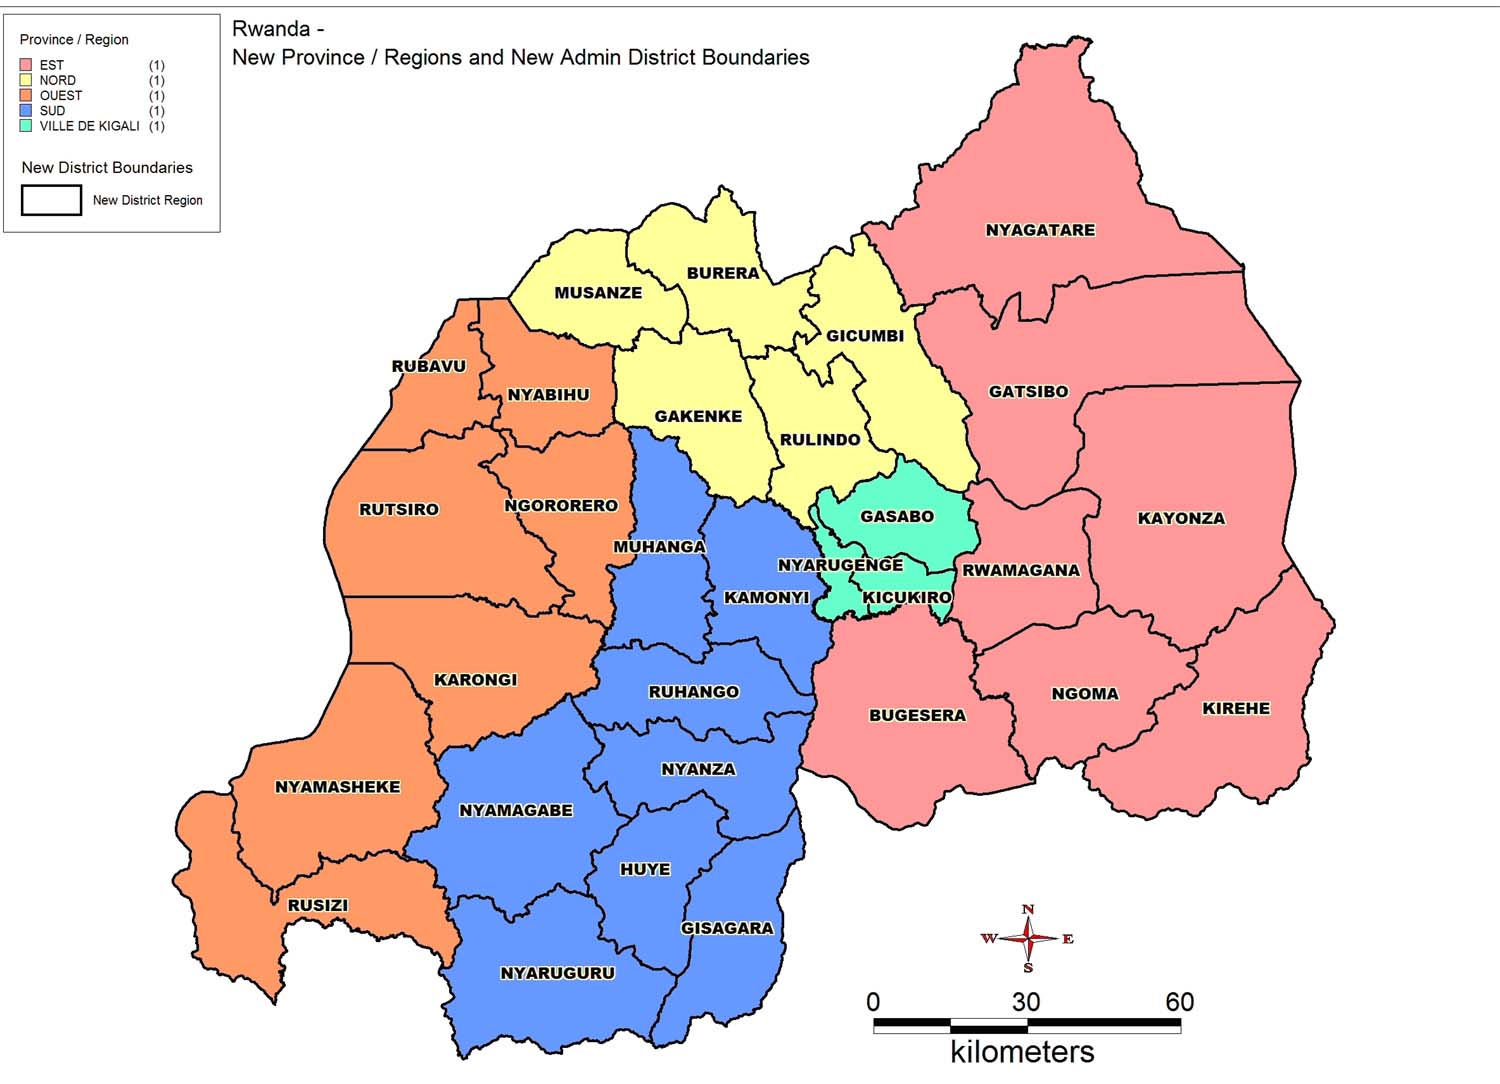 Rwanda -
New Province / Regions and New Admin District Boundaries
Province / Region
EST (1)
NORD (1)
OUEST (1)
SUD (1)
VILLE DE KIGALI (1)
New District Boundaries
New District Region
NYAGATARE
BURERA
MUSANZE
GICUMBI
RUBAVU
NYABIHU
GATSIBO
GAKENKE
RULINDO
RUTSIRO
NGORORERO
GASABO
KAYONZA
MUHANGA
NYARUGENGE
RWAMAGANA
KAMONYI
KICUKIRO
KARONGI
RUHANGO
NGOMA
KIREHE
BUGESERA
NYANZA
NYAMASHEKE
NYAMAGABE
HUYE
RUSIZI
GISAGARA
NYARUGURU
N
W E
S
0 30 60
kilometers